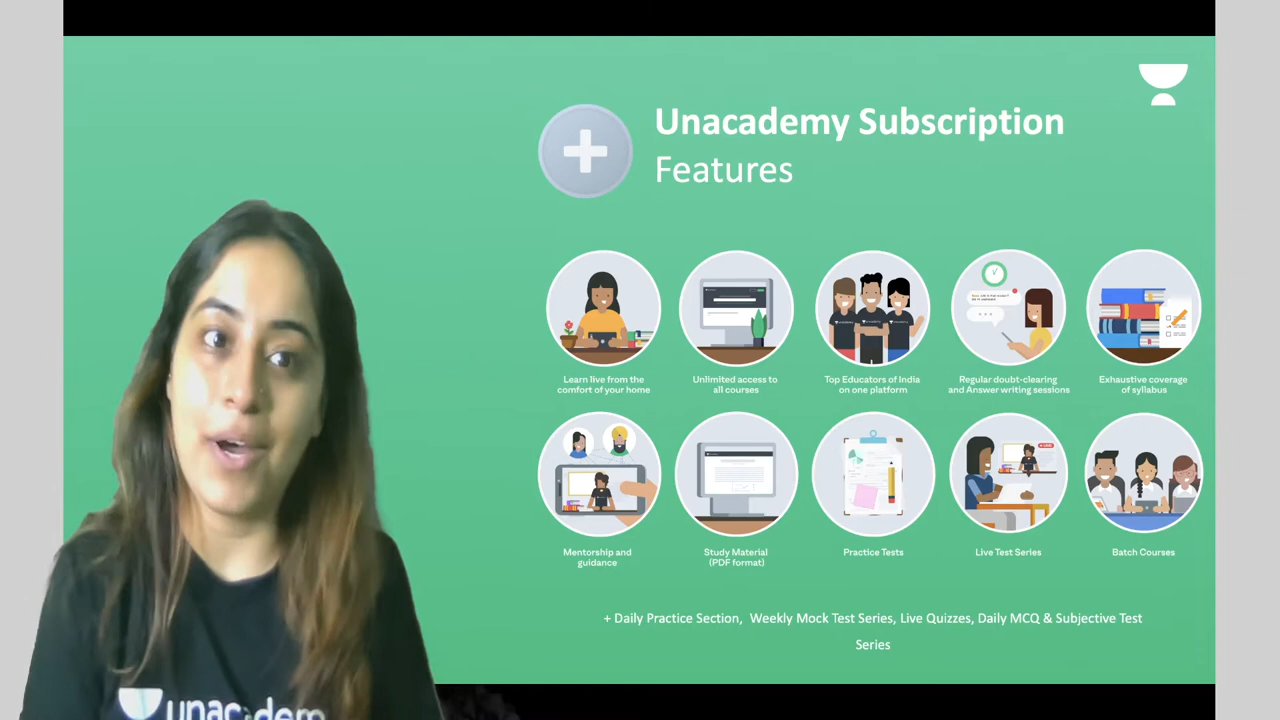 Unacademy Subscription
Features
Learn live from the
comfort of your home
Unlimited access to
all courses
Top Educators of India
on one platform
Regular doubt-clearing
and Answer writing sessions
Exhaustive coverage
of syllabus
Mentorship and
guidance
Study Material
(PDF format)
Practice Tests
Live Test Series
Batch Courses
+ Daily Practice Section, Weekly Mock Test Series, Live Quizzes, Daily MCQ & Subjective Test
Series
unacadem